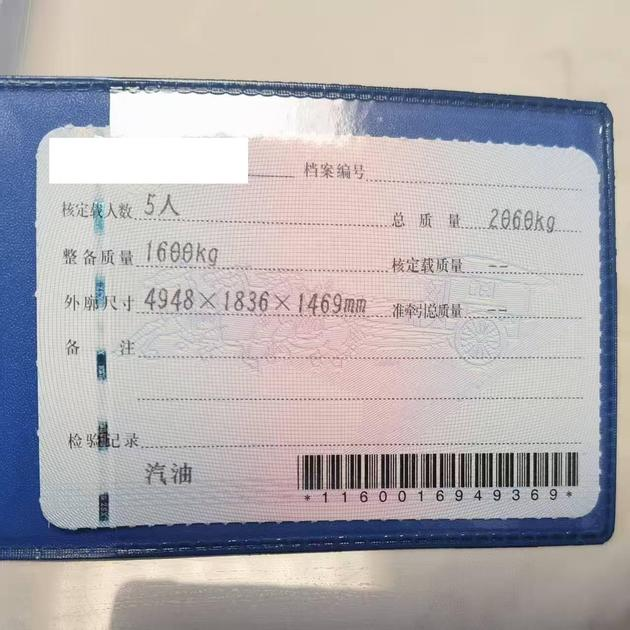 档案编号
核定载人数 5人 总质量 2060kg
整备质量 1600kg 核定载质量 --
外廓尺寸 4948×1836×1469mm 准牵引总质量 --
备注
检验记录
汽油
*1160016949369*